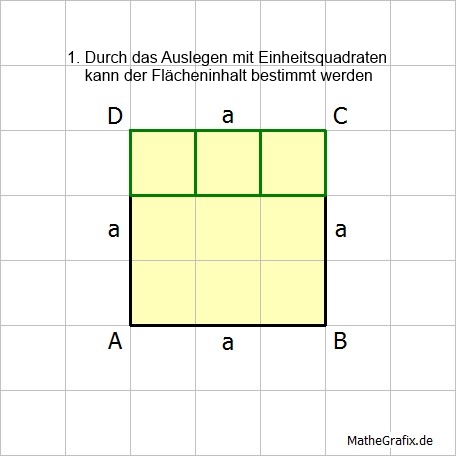 1. Durch das Auslegen mit Einheitsquadraten
kann der Flächeninhalt bestimmt werden
D a C
a a
A a B
MatheGrafix.de